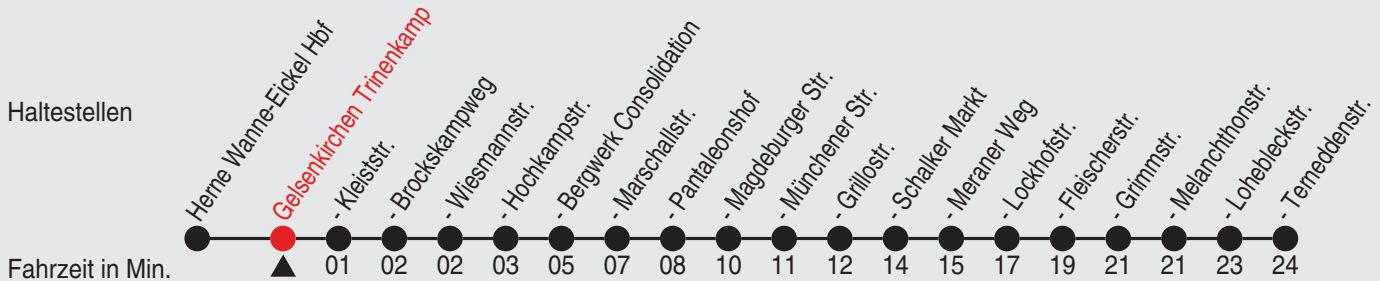 Haltestellen
Herne Wanne-Eickel Hbf
Gelsenkirchen Trinenkamp
- Kleiststr.
- Brockskampweg
- Wiesmannstr.
- Hochkampstr.
- Bergwerk Consolidation
- Marschallstr.
- Pantaleonshof
- Magdeburger Str.
- Münchener Str.
- Grillostr.
- Schalker Markt
- Meraner Weg
- Lockhofstr.
- Fleischerstr.
- Grimmstr.
- Melanchthonstr.
- Lohebleckstr.
- Terneddenstr.
Fahrzeit in Min. 01 02 02 03 05 07 08 10 11 12 14 15 17 19 21 21 23 24